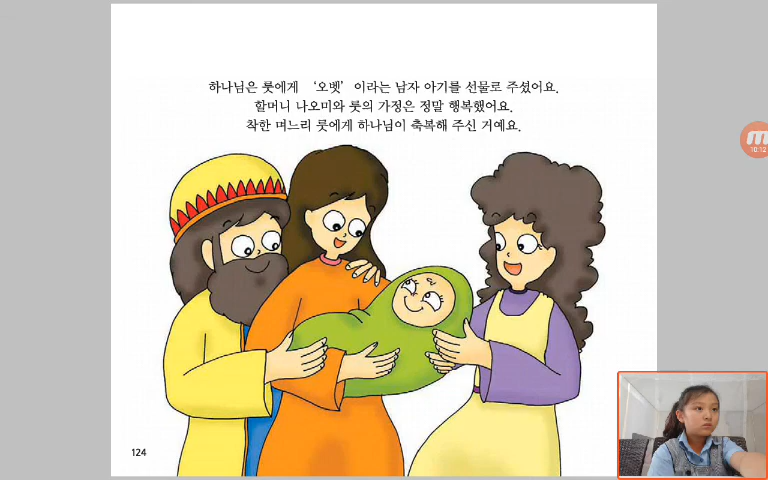 하나님은 룻에게 ‘오벳’ 이라는 남자 아기를 선물로 주셨어요.
할머니 나오미와 룻의 가정은 정말 행복했어요.
착한 며느리 룻에게 하나님이 축복해 주신 거예요.
10:12
124